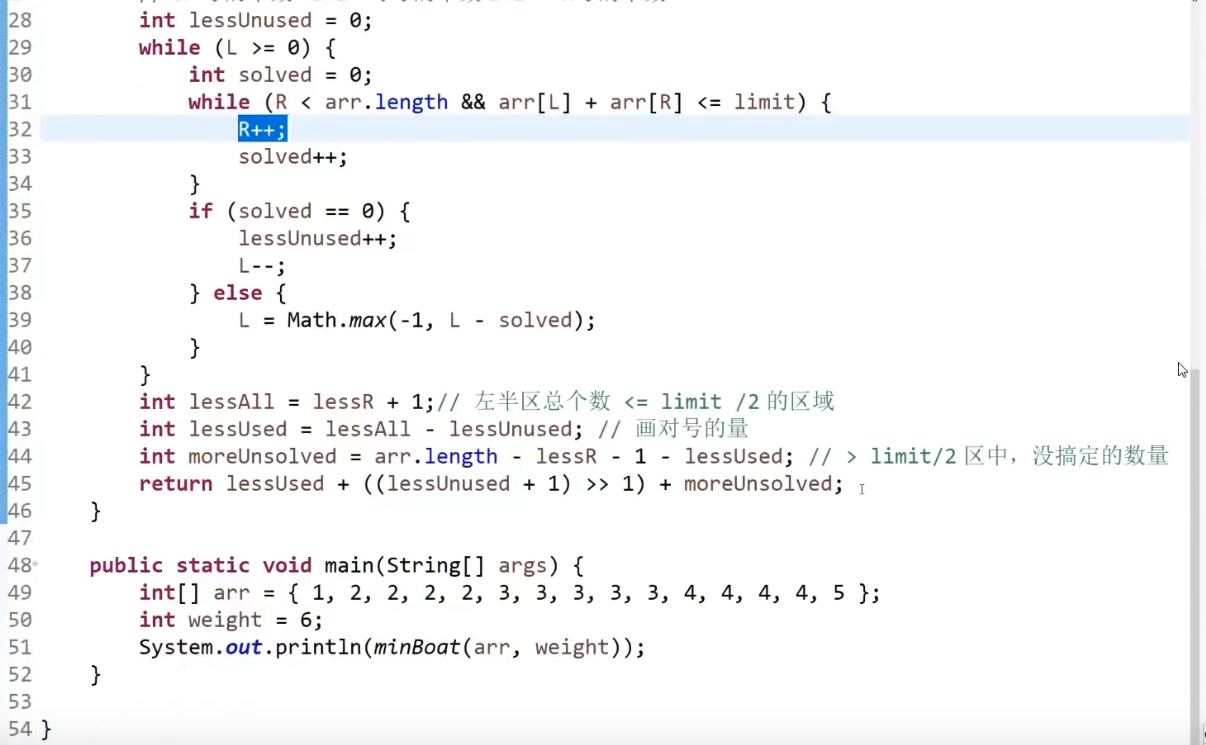 28 int lessUnused = 0;
29 while (L >= 0) {
30 int solved = 0;
31 while (R < arr.length && arr[L] + arr[R] <= limit) {
32 R++;
33 solved++;
34 }
35 if (solved == 0) {
36 lessUnused++;
37 L--;
38 } else {
39 L = Math.max(-1, L - solved);
40 }
41 }
42 int lessAll = lessR + 1;// 左半区总个数 <= limit /2 的区域
43 int lessUsed = lessAll - lessUnused; // 画对号的量
44 int moreUnsolved = arr.length - lessR - 1 - lessUsed; // > limit/2 区中，没搞定的数量
45 return lessUsed + ((lessUnused + 1) >> 1) + moreUnsolved;
46 }
47
48 public static void main(String[] args) {
49 int[] arr = { 1, 2, 2, 2, 2, 3, 3, 3, 3, 3, 4, 4, 4, 4, 5 };
50 int weight = 6;
51 System.out.println(minBoat(arr, weight));
52 }
53
54 }